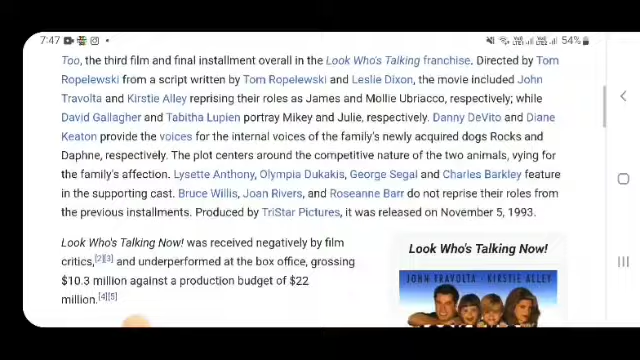 7:47 54%
Too, the third film and final installment overall in the Look Who's Talking franchise. Directed by Tom
Ropelewski from a script written by Tom Ropelewski and Leslie Dixon, the movie included John
Travolta and Kirstie Alley reprising their roles as James and Mollie Ubriacco, respectively; while
David Gallagher and Tabitha Lupien portray Mikey and Julie, respectively. Danny DeVito and Diane
Keaton provide the voices for the internal voices of the family's newly acquired dogs Rocks and
Daphne, respectively. The plot centers around the competitive nature of the two animals, vying for
the family's affection. Lysette Anthony, Olympia Dukakis, George Segal and Charles Barkley feature
in the supporting cast. Bruce Willis, Joan Rivers, and Roseanne Barr do not reprise their roles from
the previous installments. Produced by TriStar Pictures, it was released on November 5, 1993.
Look Who's Talking Now! was received negatively by film
critics,[2][3] and underperformed at the box office, grossing
$10.3 million against a production budget of $22
million.[4][5]
Look Who's Talking Now!
JOHN TRAVOLTA · KIRSTIE ALLEY